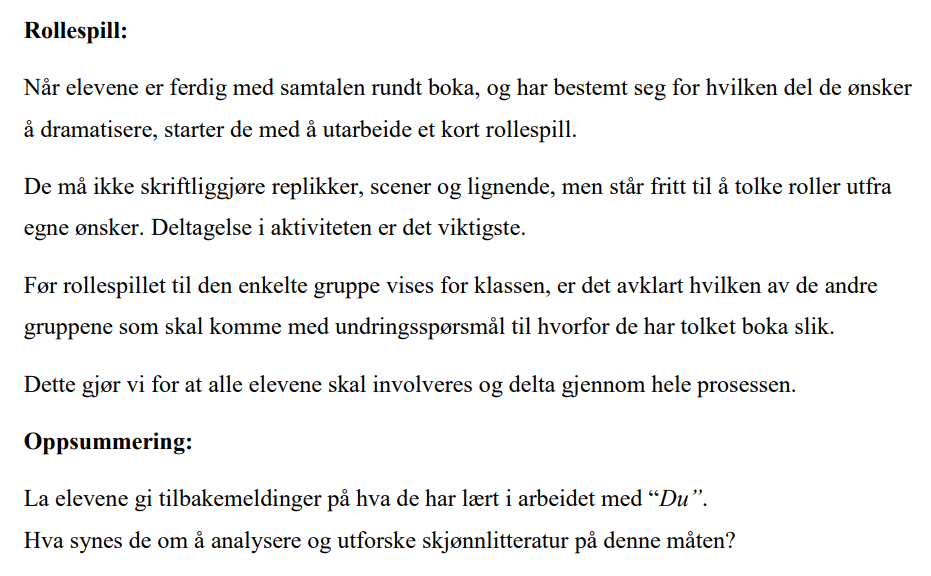 Rollespill:
Når elevene er ferdig med samtalen rundt boka, og har bestemt seg for hvilken del de ønsker
å dramatisere, starter de med å utarbeide et kort rollespill.
De må ikke skriftliggjøre replikker, scener og lignende, men står fritt til å tolke roller utfra
egne ønsker. Deltagelse i aktiviteten er det viktigste.
Før rollespillet til den enkelte gruppe vises for klassen, er det avklart hvilken av de andre
gruppene som skal komme med undringsspørsmål til hvorfor de har tolket boka slik.
Dette gjør vi for at alle elevene skal involveres og delta gjennom hele prosessen.
Oppsummering:
La elevene gi tilbakemeldinger på hva de har lært i arbeidet med “Du”.
Hva synes de om å analysere og utforske skjønnlitteratur på denne måten?